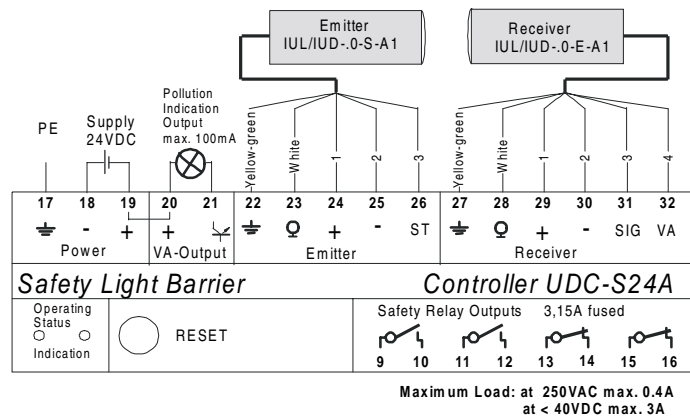 Emitter
IUL/IUD-.0-S-A1
Receiver
IUL/IUD-.0-E-A1
PE
Supply
24VDC
Pollution
Indication
Output
max. 100mA
Yellow-green
White
1
2
3
Yellow-green
White
1
2
3
4
17 18 19 20 21 22 23 24 25 26 27 28 29 30 31 32
- + + + - ST + - SIG VA
Power VA-Output Emitter Receiver
Safety Light Barrier Controller UDC-S24A
Operating
Status
Indication
RESET
Safety Relay Outputs 3,15A fused
9 10 11 12 13 14 15 16
Maximum Load: at 250VAC max. 0.4A
at < 40VDC max. 3A